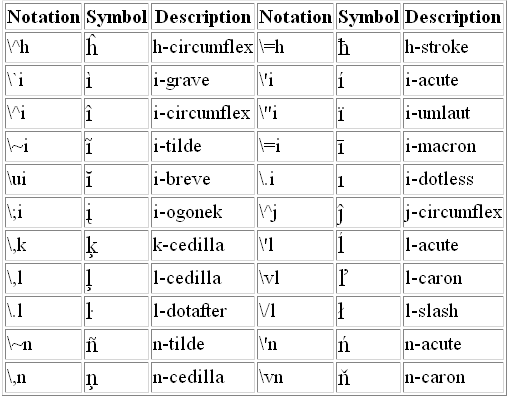 Notation Symbol Description Notation Symbol Description
\^h ĥ h-circumflex \=h ħ h-stroke
\`i ì i-grave \'i í i-acute
\^i î i-circumflex \"i ï i-umlaut
\~i ĩ i-tilde \=i ī i-macron
\ui ĭ i-breve \.i ı i-dotless
\;i į i-ogonek \^j ĵ j-circumflex
\,k ķ k-cedilla \'l ĺ l-acute
\,l ļ l-cedilla \vl ľ l-caron
\.l ŀ l-dotafter \/l ł l-slash
\~n ñ n-tilde \'n ń n-acute
\,n ņ n-cedilla \vn ň n-caron